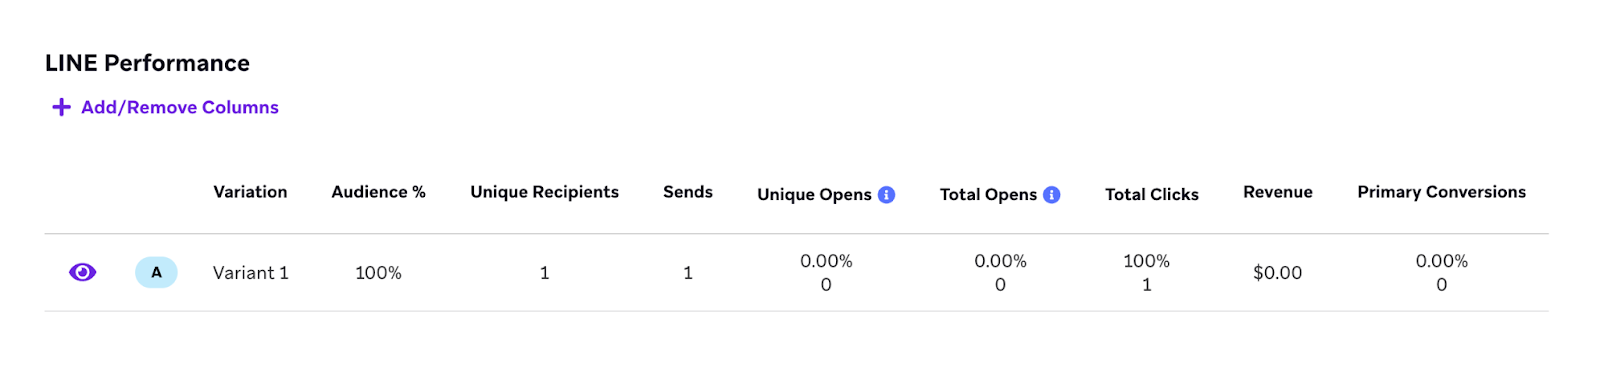 LINE Performance
+ Add/Remove Columns
Variation Audience % Unique Recipients Sends Unique Opens Total Opens Total Clicks Revenue Primary Conversions
A Variant 1 100% 1 1 0.00% 0.00% 100% $0.00 0.00%
0 0 1 0